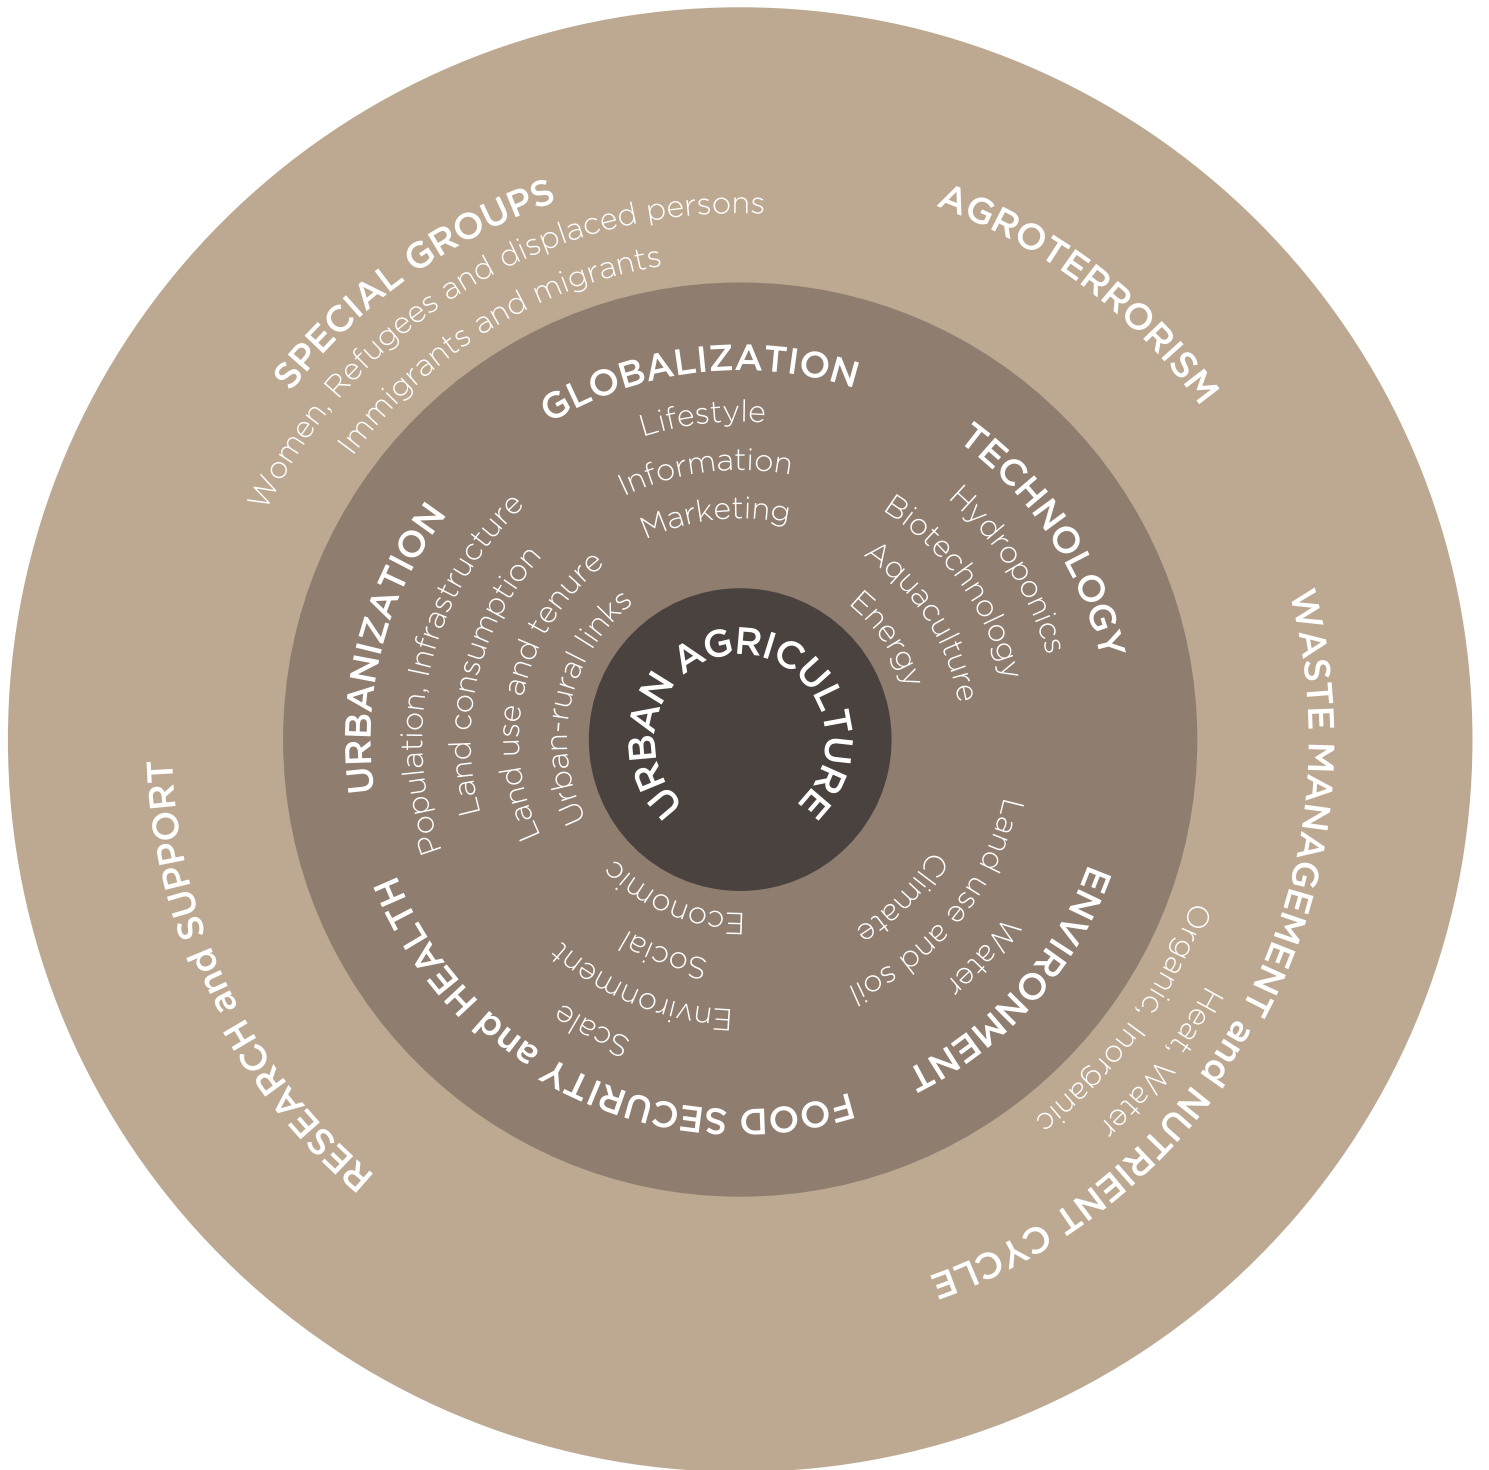 SPECIAL GROUPS
Women, Refugees and displaced persons
Immigrants and migrants
AGROTERRORISM
WASTE MANAGEMENT and NUTRIENT CYCLE
Organic, Inorganic
Heat, Water
RESEARCH and SUPPORT
GLOBALIZATION
Lifestyle
Information
Marketing
TECHNOLOGY
Hydroponics
Biotechnology
Aquaculture
Energy
ENVIRONMENT
Water
Land use and soil
Climate
FOOD SECURITY and HEALTH
Scale
Environment
Social
Economic
URBANIZATION
Population, Infrastructure
Land consumption
Land use and tenure
Urban-rural links
URBAN AGRICULTURE